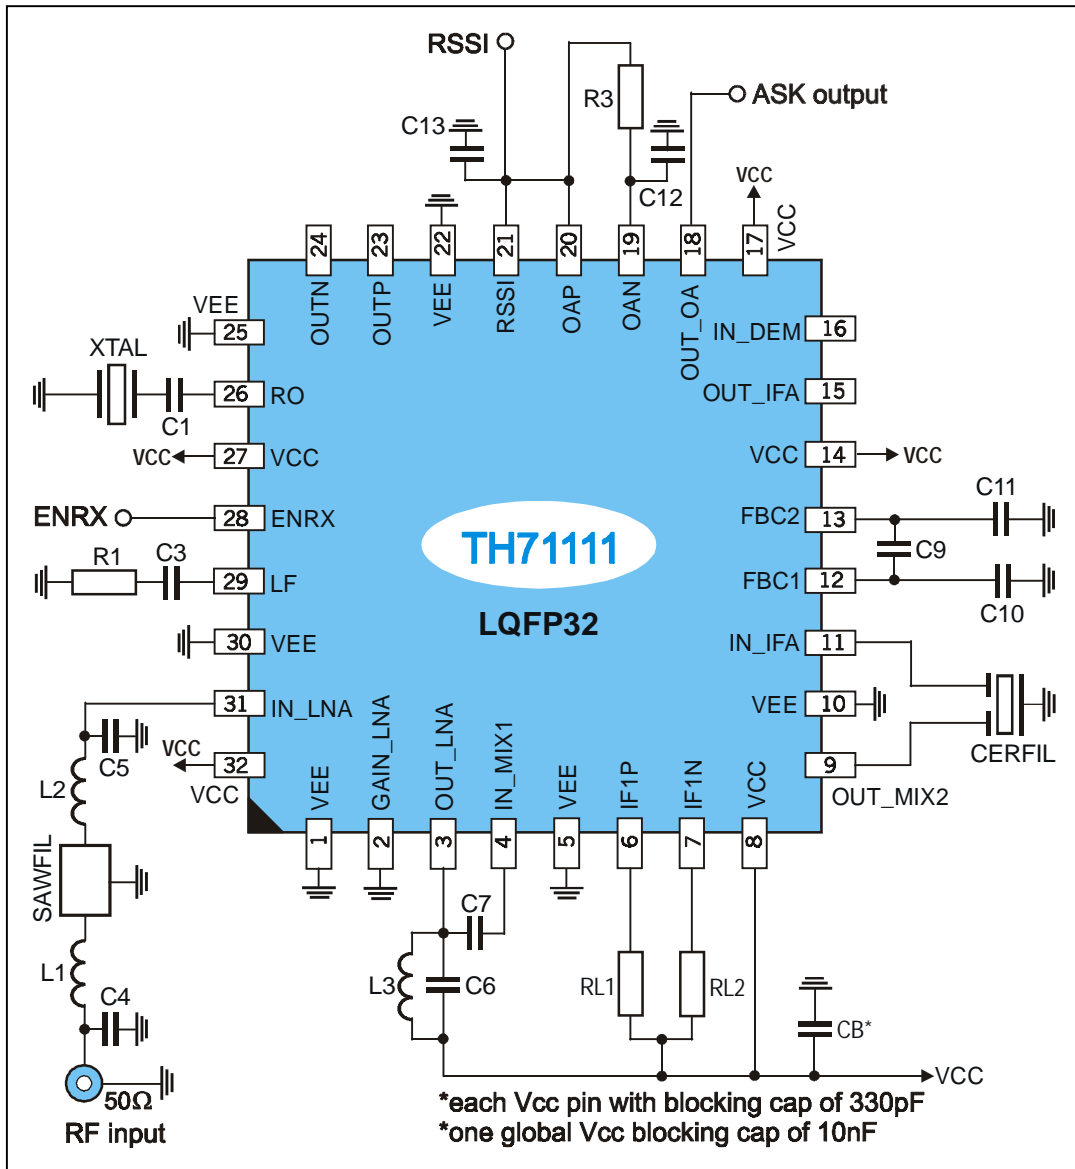 RSSI
R3
ASK output
C13
C12
VCC
24
23
22
21
20
19
18
17
VCC
OUTN
OUTP
VEE
RSSI
OAP
OAN
OUT_OA
VEE
25
IN_DEM
16
XTAL
C1
26
RO
OUT_IFA
15
VCC
27
VCC
VCC
14
VCC
ENRX
28
ENRX
FBC2
13
C11
C9
TH71111
R1
C3
29
LF
FBC1
12
C10
LQFP32
30
VEE
IN_IFA
11
31
IN_LNA
VEE
10
CERFIL
C5
VCC
32
VCC
9
OUT_MIX2
L2
VEE
GAIN_LNA
OUT_LNA
IN_MIX1
VEE
IF1P
IF1N
VCC
1
2
3
4
5
6
7
8
SAWFIL
C7
L1
L3
C6
RL1
RL2
C4
CB*
VCC
50Ω
RF input
*each Vcc pin with blocking cap of 330pF
*one global Vcc blocking cap of 10nF